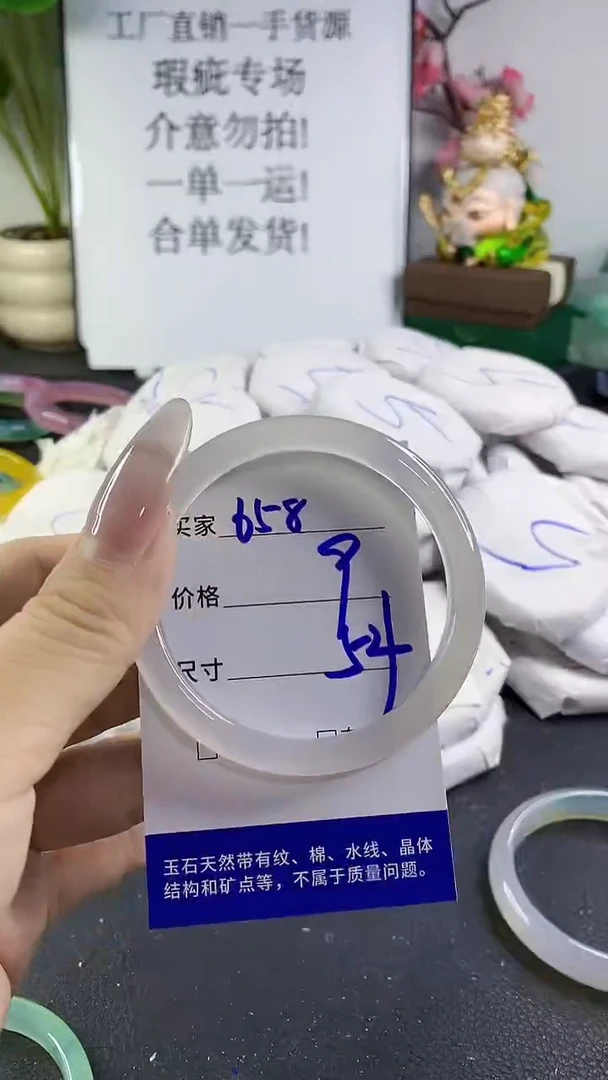 工厂直销一手货源
瑕疵专场
介意勿拍!
一单一运!
合单发货!
买家 658
价格
尺寸 54
玉石天然带有纹、棉、水线、晶体
结构和矿点等，不属于质量问题。